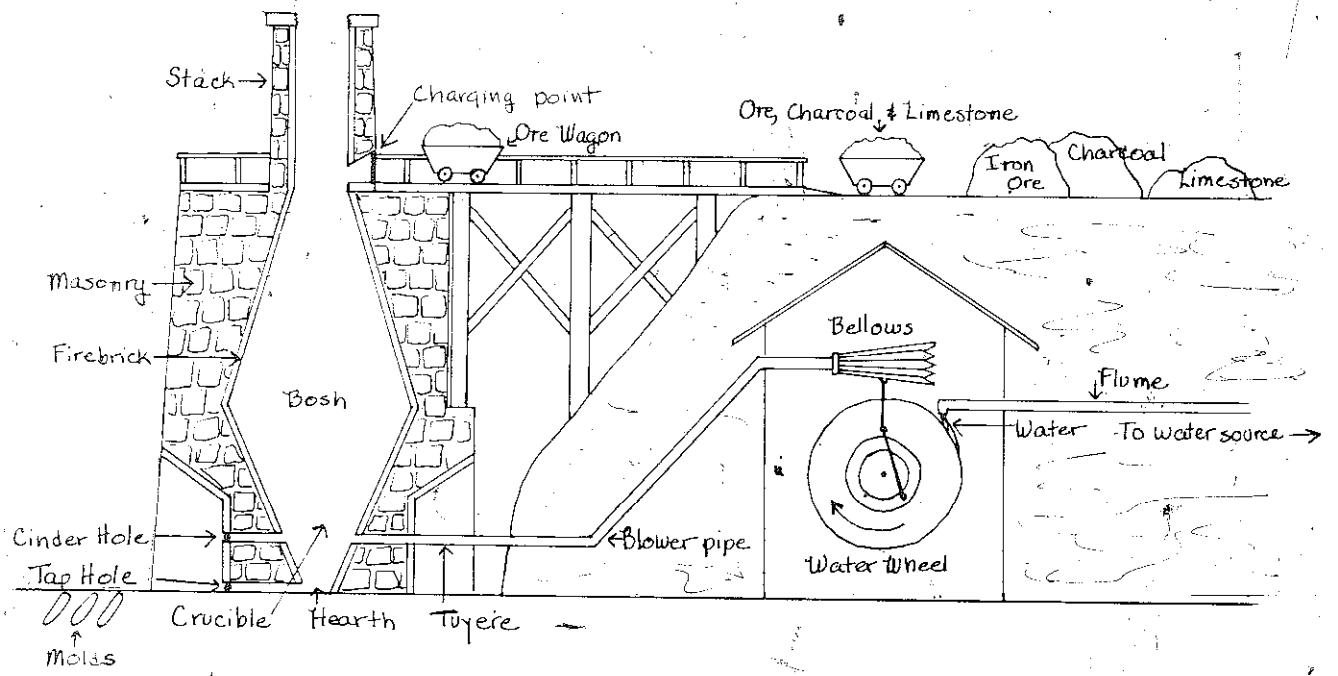 Stack
Charging point
Ore Wagon
Ore, Charcoal, & Limestone
Iron
Ore
Charcoal
Limestone
Masonry
Firebrick
Bosh
Bellows
Flume
Water
To water source
Cinder Hole
Blower pipe
Tap Hole
Water Wheel
Crucible
Hearth
Tuyere
Molds